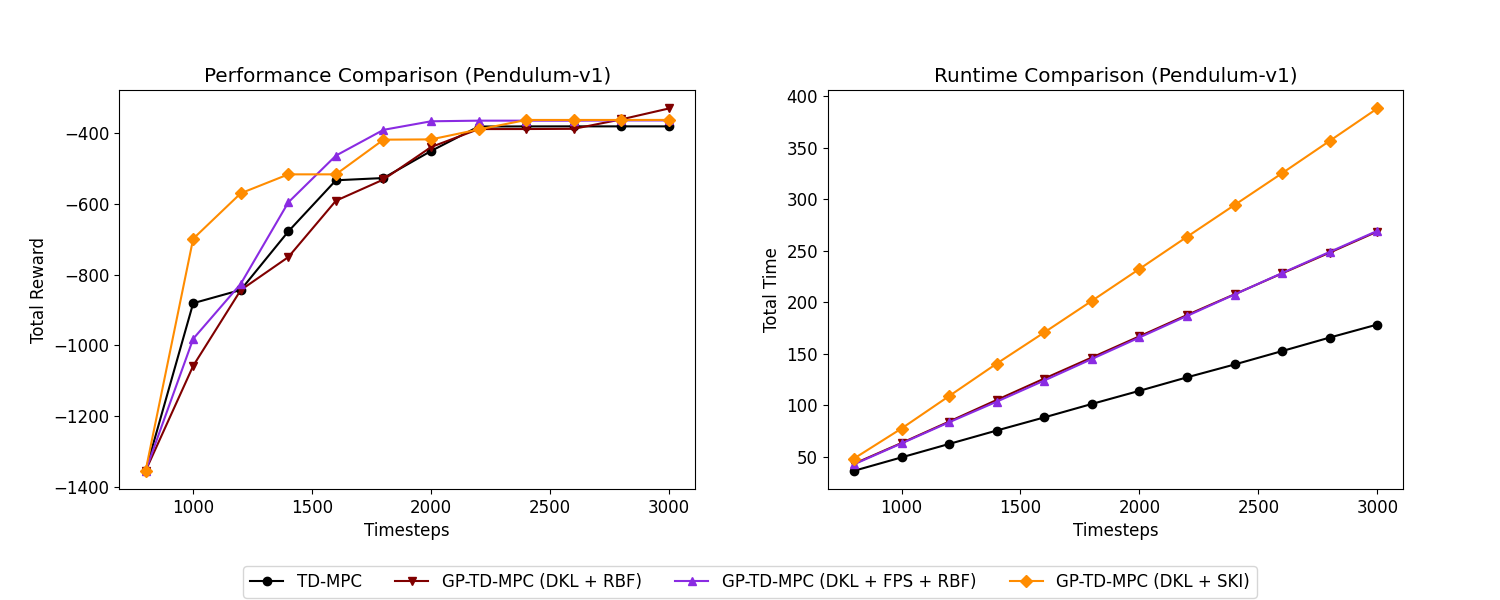 Performance Comparison (Pendulum-v1)
Total Reward
−400
−600
−800
−1000
−1200
−1400
1000 1500 2000 2500 3000
Timesteps
Runtime Comparison (Pendulum-v1)
Total Time
400
350
300
250
200
150
100
50
1000 1500 2000 2500 3000
Timesteps
TD-MPC GP-TD-MPC (DKL + RBF) GP-TD-MPC (DKL + FPS + RBF) GP-TD-MPC (DKL + SKI)